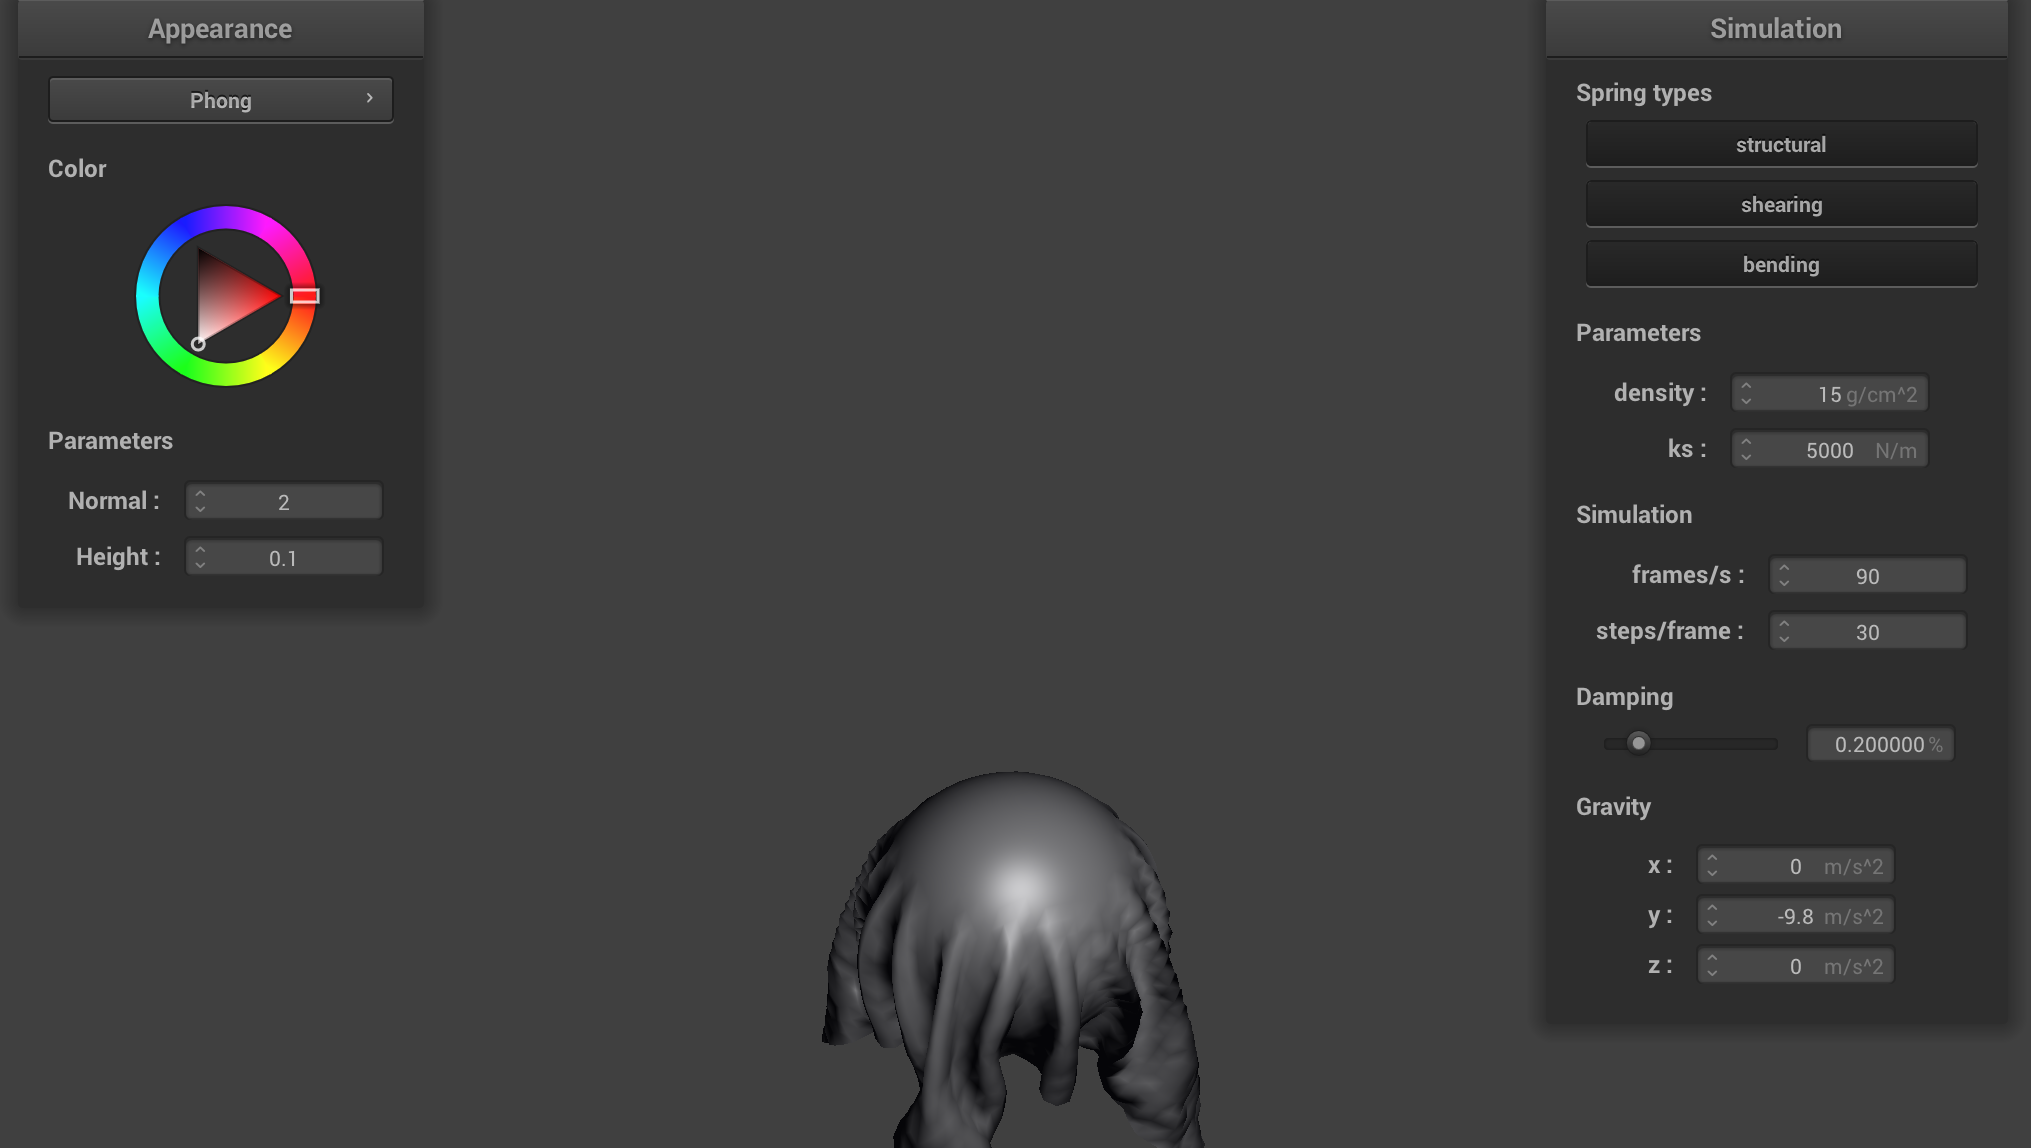 Appearance
Phong
Color
Parameters
Normal :
2
Height :
0.1
Simulation
Spring types
structural
shearing
bending
Parameters
density :
15 g/cm^2
ks :
5000 N/m
Simulation
frames/s :
90
steps/frame :
30
Damping
0.200000 %
Gravity
x :
0 m/s^2
y :
-9.8 m/s^2
z :
0 m/s^2